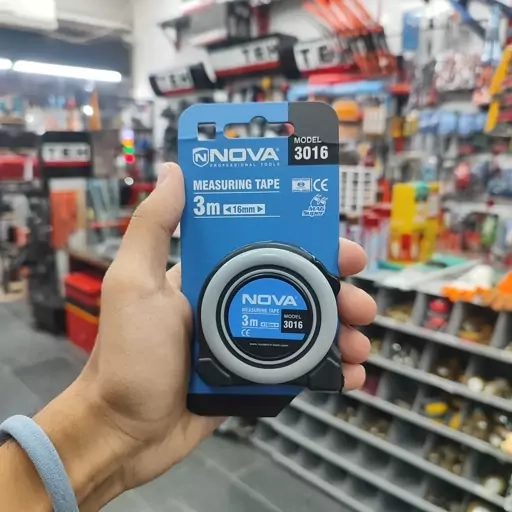 NOVA
PROFESSIONAL TOOLS
MODEL
3016
MEASURING TAPE
3m
16mm
CE
NOVA
MEASURING TAPE
3m
MODEL
3016
CE